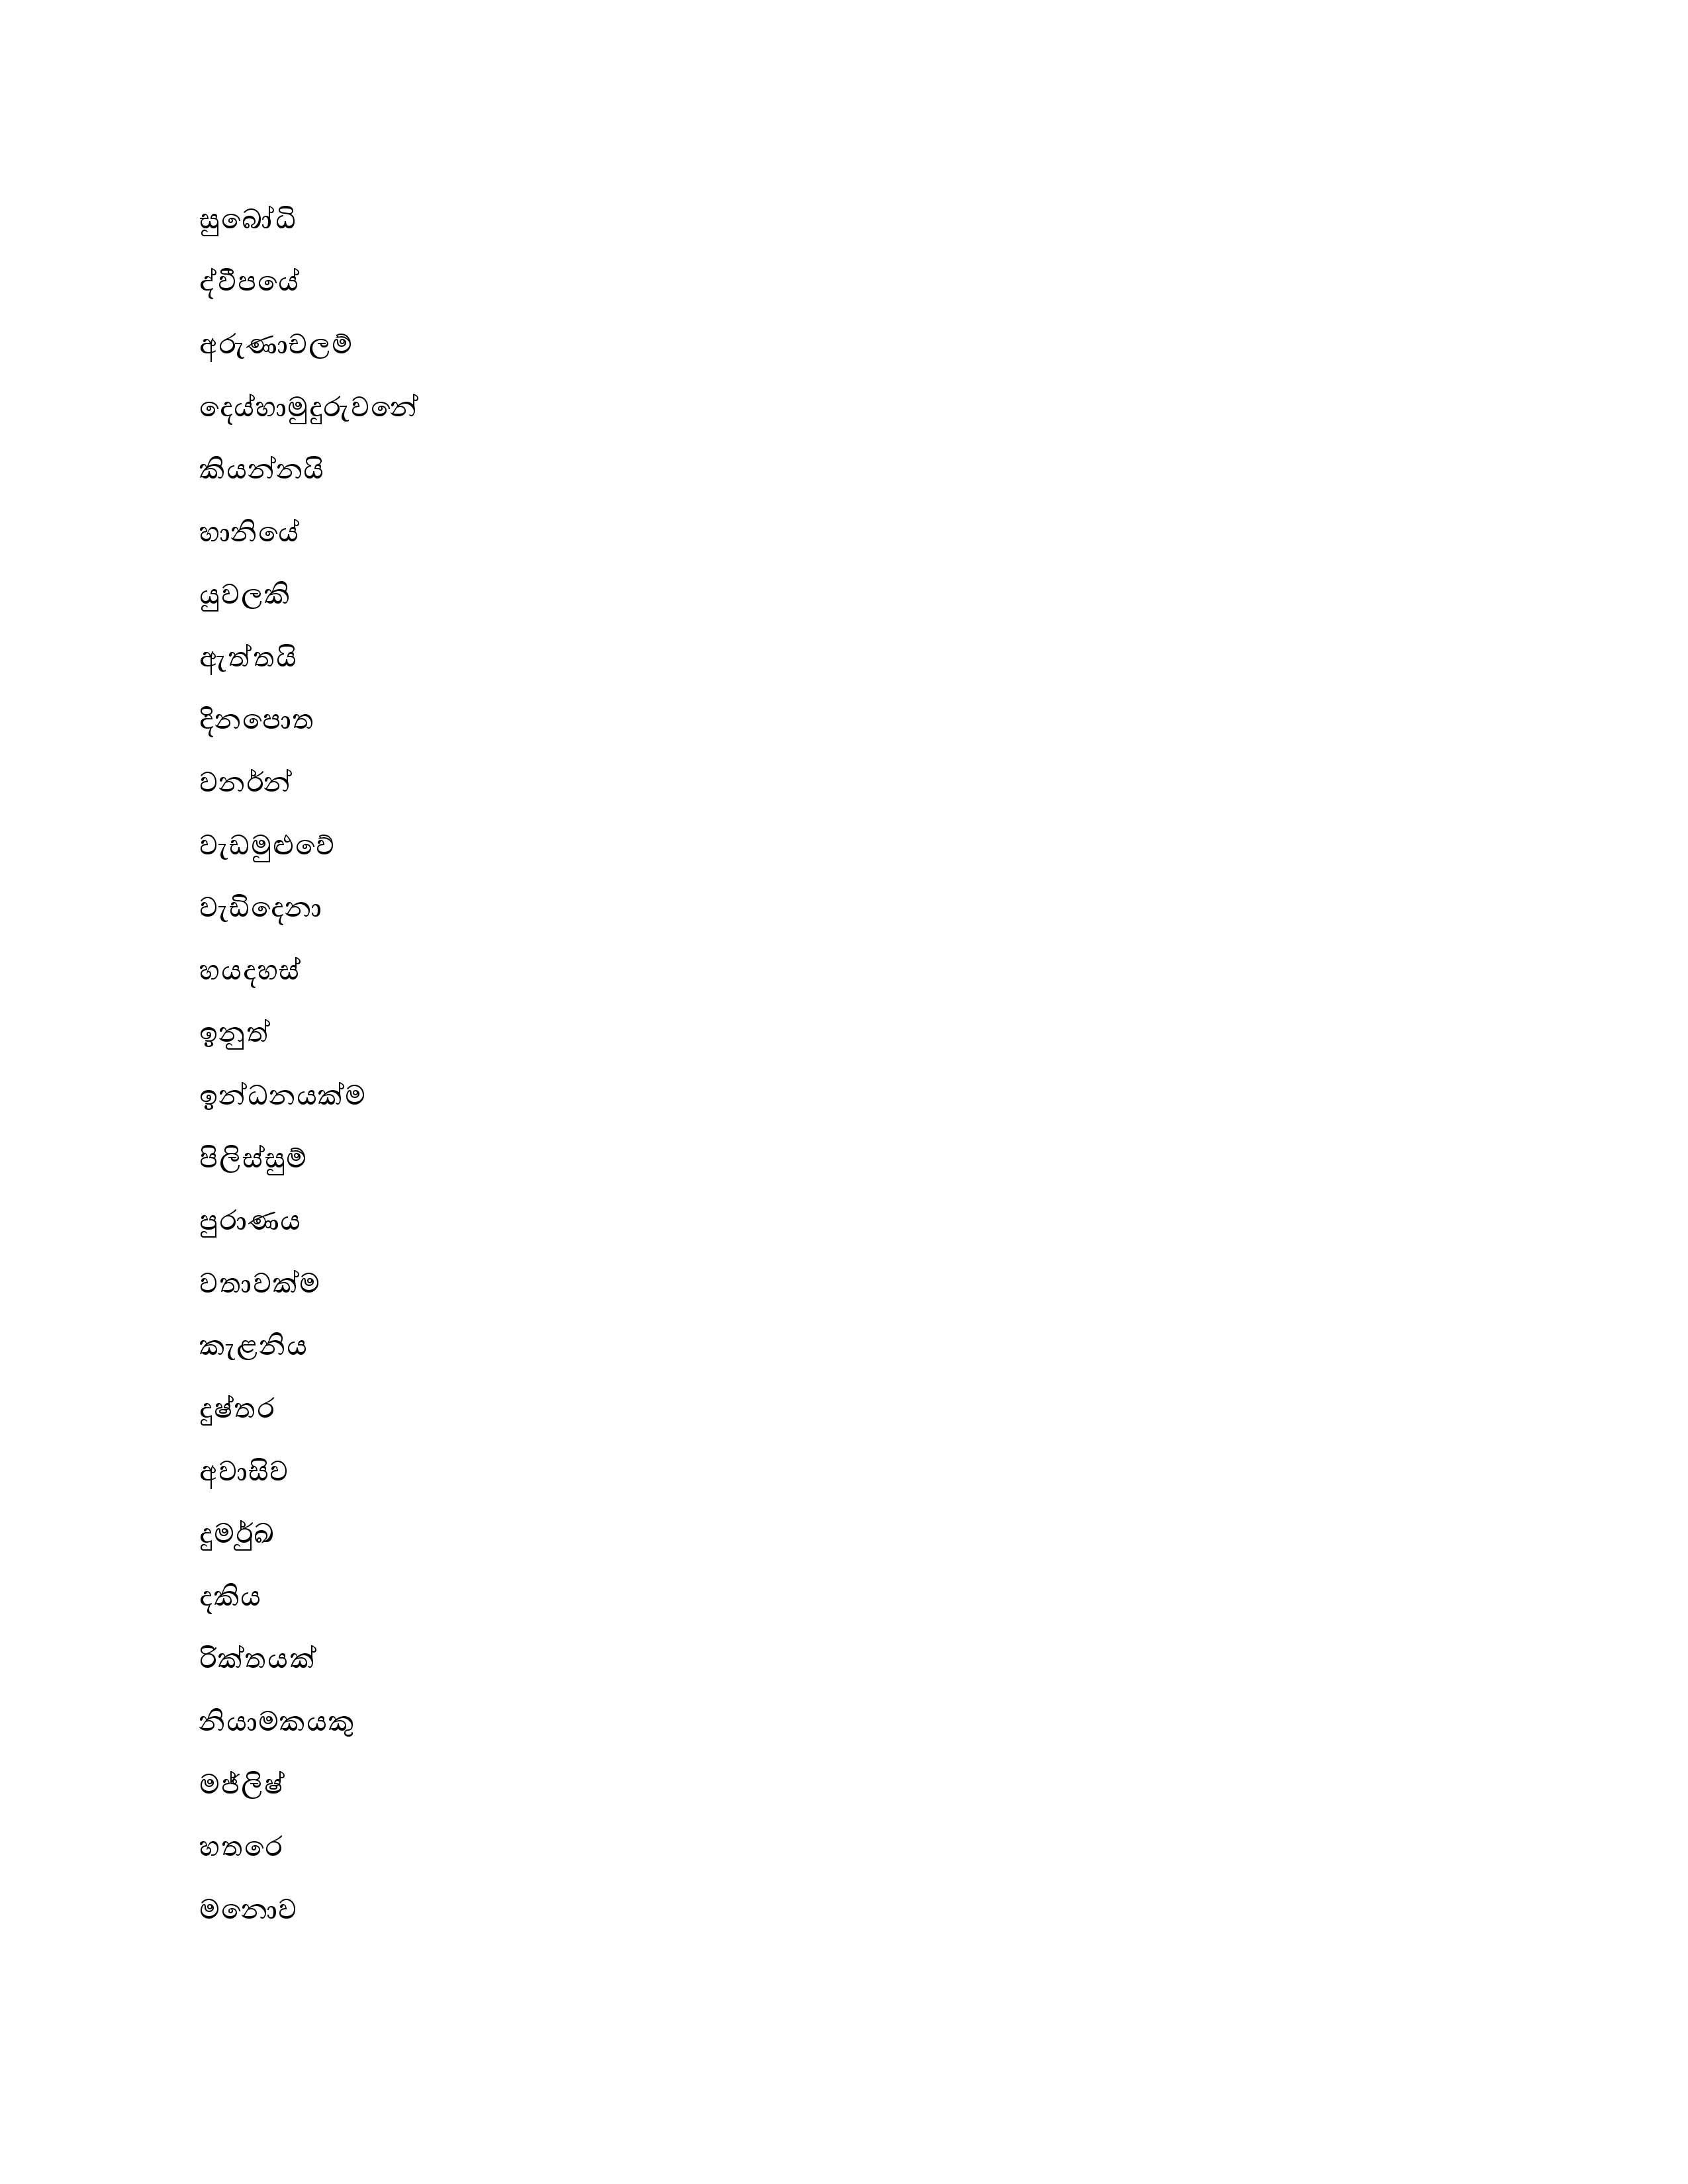 සුබෝධි
ද්වීපයේ
අරුණාචලම්
දෙය්හාමුදුරුවනේ
කියන්නයි
හානියේ
යුවලකි
ඇත්තයි
දිනපොත
වනර්න්
වැඩමුළුවේ
වැඩිදෙනා
හයදහස්
ඉනුත්
ඉන්ධනයක්ම
පිලිස්සුම්
පුරාණය
වතාවක්ම
කැළනිය
දුෂ්තර
අවාසිව
දුමර්ුඛ
දකිය
රික්තයක්
නියාමකයකු
මජ්ලිෂ්
හතරෙ
මනොව